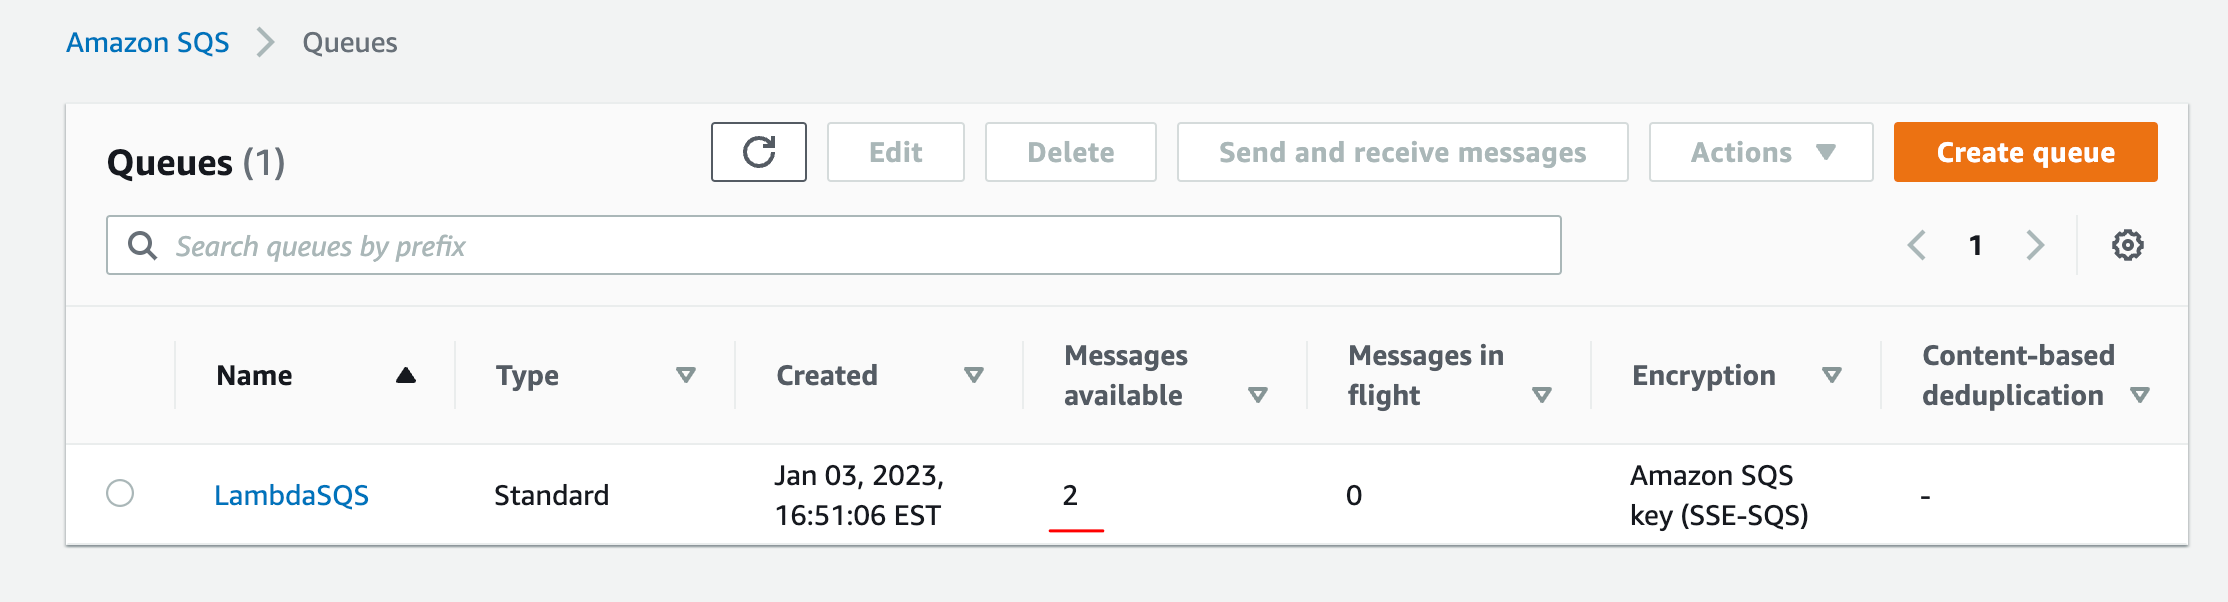 Amazon SQS > Queues
Queues (1)
Edit
Delete
Send and receive messages
Actions
Create queue
Search queues by prefix
1
Name
Type
Created
Messages
available
Messages in
flight
Encryption
Content-based
deduplication
LambdaSQS
Standard
Jan 03, 2023,
16:51:06 EST
2
0
Amazon SQS
key (SSE-SQS)
-